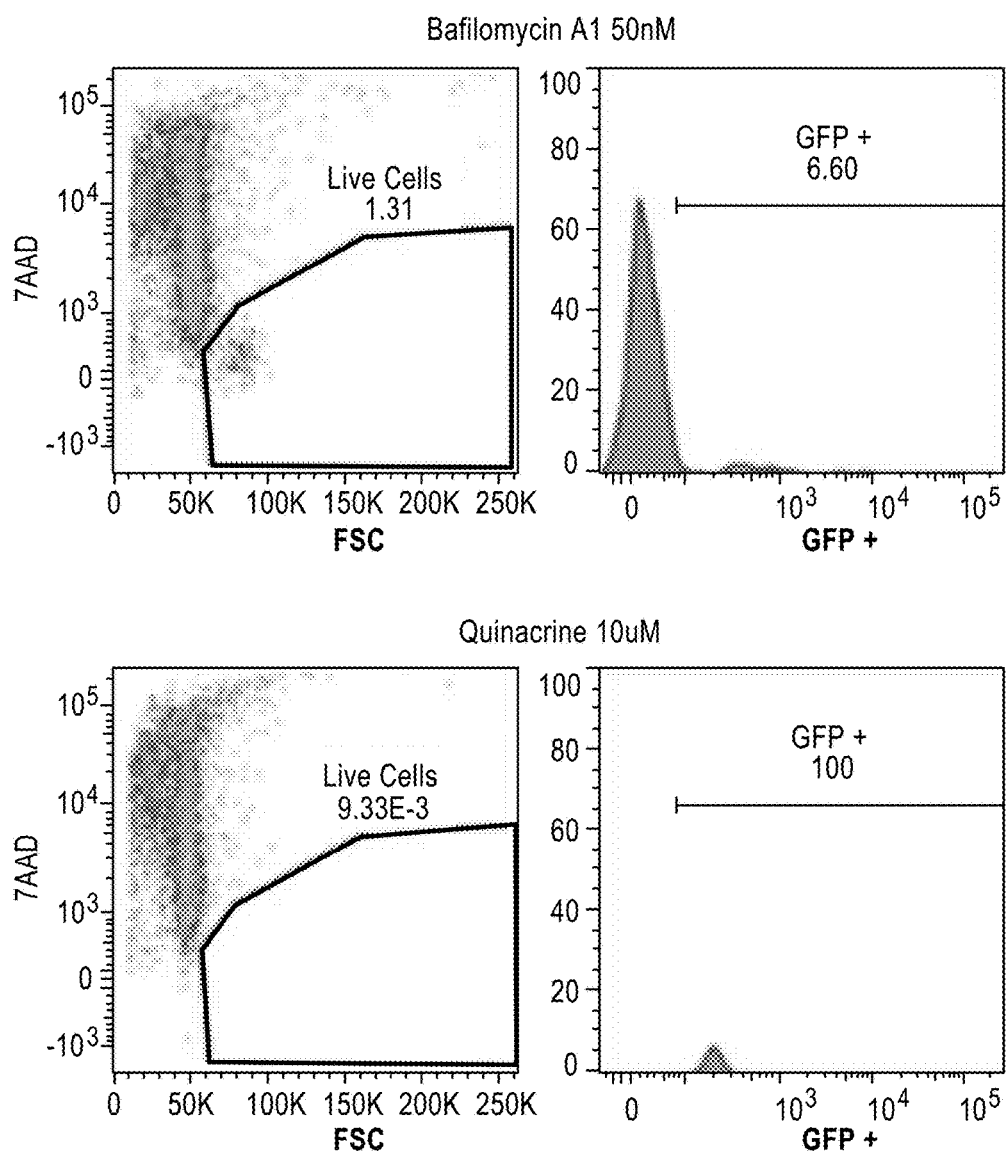 Bafilomycin A1 50nM
10^5
10^4
10^3
0
-10^3
7AAD
Live Cells
1.31
0 50K 100K 150K 200K 250K
FSC
100
80
60
40
20
0
GFP +
6.60
0 10^3 10^4 10^5
GFP +
Quinacrine 10uM
10^5
10^4
10^3
0
-10^3
7AAD
Live Cells
9.33E-3
0 50K 100K 150K 200K 250K
FSC
100
80
60
40
20
0
GFP +
100
0 10^3 10^4 10^5
GFP +